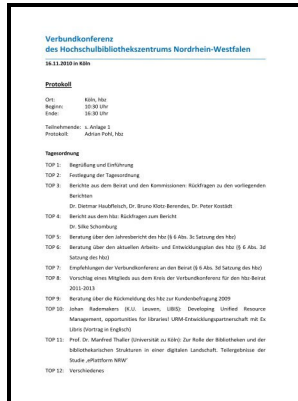 Verbundkonferenz
des Hochschulbibliothekszentrums Nordrhein-Westfalen
16.11.2010 in Köln
Protokoll
Ort: Köln, hbz
Beginn: 10:30 Uhr
Ende: 16:30 Uhr
Teilnehmende: s. Anlage 1
Protokoll: Adrian Pohl, hbz
Tagesordnung
TOP 1: Begrüßung und Einführung
TOP 2: Festlegung der Tagesordnung
TOP 3: Berichte aus dem Beirat und den Kommissionen: Rückfragen zu den vorliegenden
Berichten
Dr. Dietmar Haubfleisch, Dr. Bruno Klotz-Berendes, Dr. Peter Kostädt
TOP 4: Bericht aus dem hbz: Rückfragen zum Bericht
Dr. Silke Schomburg
TOP 5: Beratung über den Jahresbericht des hbz (§ 6 Abs. 3c Satzung des hbz)
TOP 6: Beratung über den aktuellen Arbeits- und Entwicklungsplan des hbz (§ 6 Abs. 3d
Satzung des hbz)
TOP 7: Empfehlungen der Verbundkonferenz an den Beirat (§ 6 Abs. 3d Satzung des hbz)
TOP 8: Vorschlag eines Mitglieds aus dem Kreis der Verbundkonferenz für den hbz-Beirat
2011-2013
TOP 9: Beratung über die Rückmeldung des hbz zur Kundenbefragung 2009
TOP 10: Johan Rademakers (K.U. Leuven, LIBIS): Developing Unified Resource
Management, opportunities for libraries! URM-Entwicklungspartnerschaft mit Ex
Libris (Vortrag in Englisch)
TOP 11: Prof. Dr. Manfred Thaller (Universität zu Köln): Zur Rolle der Bibliotheken und der
bibliothekarischen Strukturen in einer digitalen Landschaft. Teilergebnisse der
Studie ‚ePlattform NRW'
TOP 12: Verschiedenes